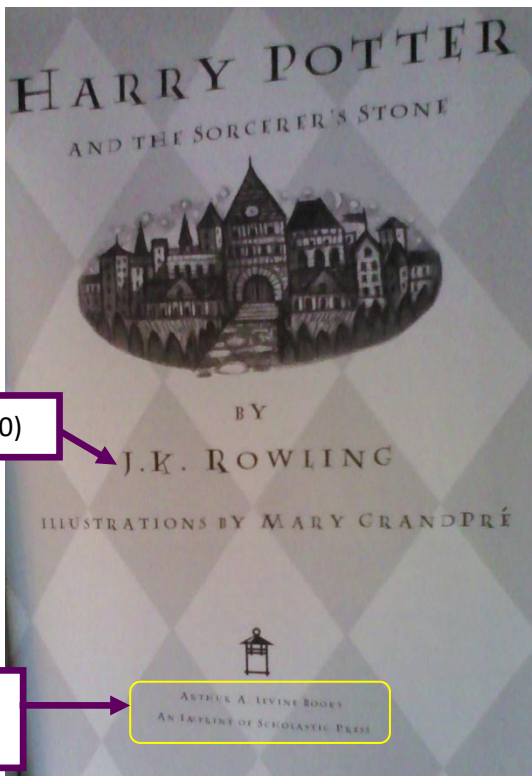 HARRY POTTER
AND THE SORCERER'S STONE
BY
0)
J.K. ROWLING
ILLUSTRATIONS BY MARY GRANDPRÉ
ARTHUR A. LEVINE BOOKS
AN IMPRINT OF SCHOLASTIC PRESS